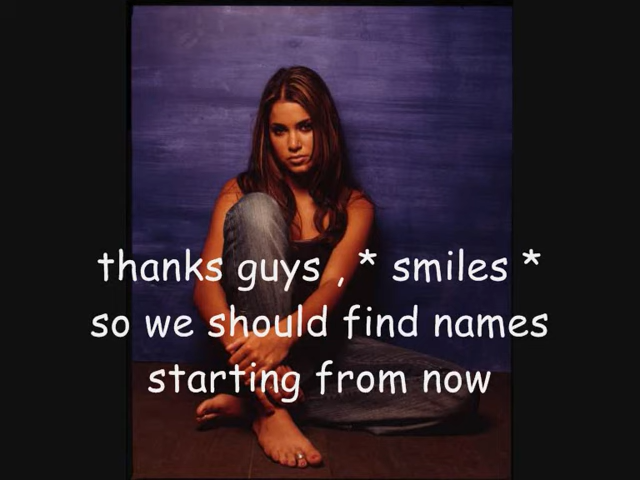 thanks guys , * smiles *
so we should find names
starting from now